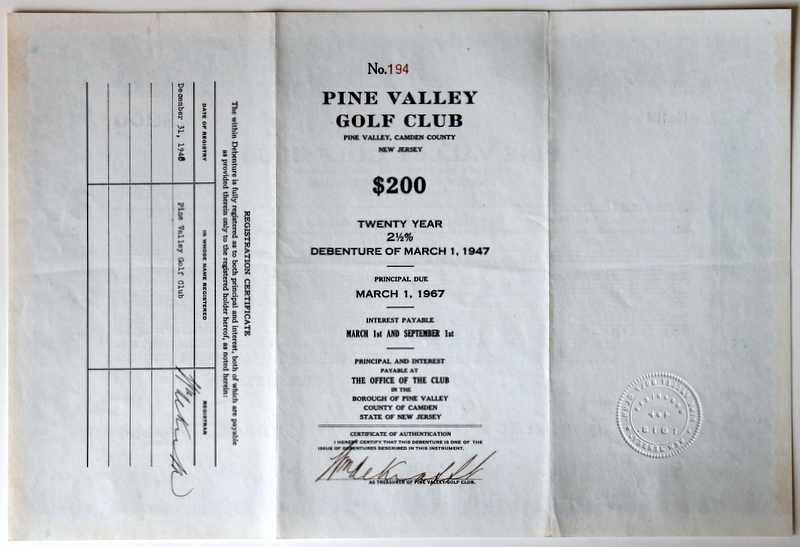 No.194
PINE VALLEY
GOLF CLUB
PINE VALLEY, CAMDEN COUNTY
NEW JERSEY
$200
TWENTY YEAR
2½%
DEBENTURE OF MARCH 1, 1947
PRINCIPAL DUE
MARCH 1, 1967
INTEREST PAYABLE
MARCH 1st AND SEPTEMBER 1st
PRINCIPAL AND INTEREST
PAYABLE AT
THE OFFICE OF THE CLUB
IN THE
BOROUGH OF PINE VALLEY
COUNTY OF CAMDEN
STATE OF NEW JERSEY
CERTIFICATE OF AUTHENTICATION
I HEREBY CERTIFY THAT THIS DEBENTURE IS ONE OF THE
ISSUE OF DEBENTURES DESCRIBED IN THIS INSTRUMENT.
AS TREASURER OF PINE VALLEY GOLF CLUB.
REGISTRATION CERTIFICATE
The within Debenture is fully registered as to both principal and interest, both of which are payable
as provided therein only to the registered holder hereof, as noted herein:
DATE OF REGISTRY IN WHOSE NAME REGISTERED REGISTRAR
December 31, 1948 Pine Valley Golf Club